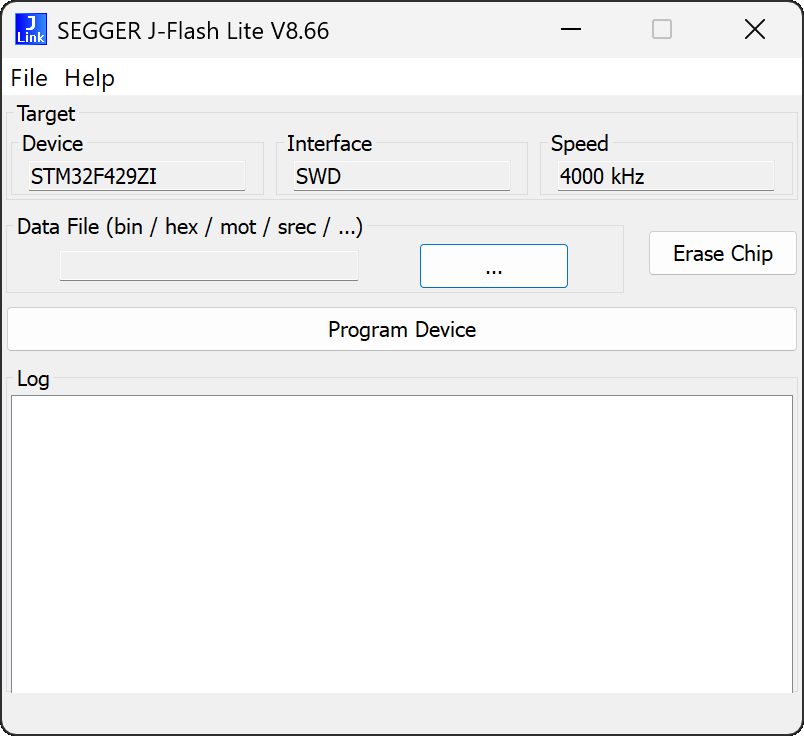 J Link SEGGER J-Flash Lite V8.66
File Help
Target
Device Interface Speed
STM32F429ZI SWD 4000 kHz
Data File (bin / hex / mot / srec / ...)
... Erase Chip
Program Device
Log